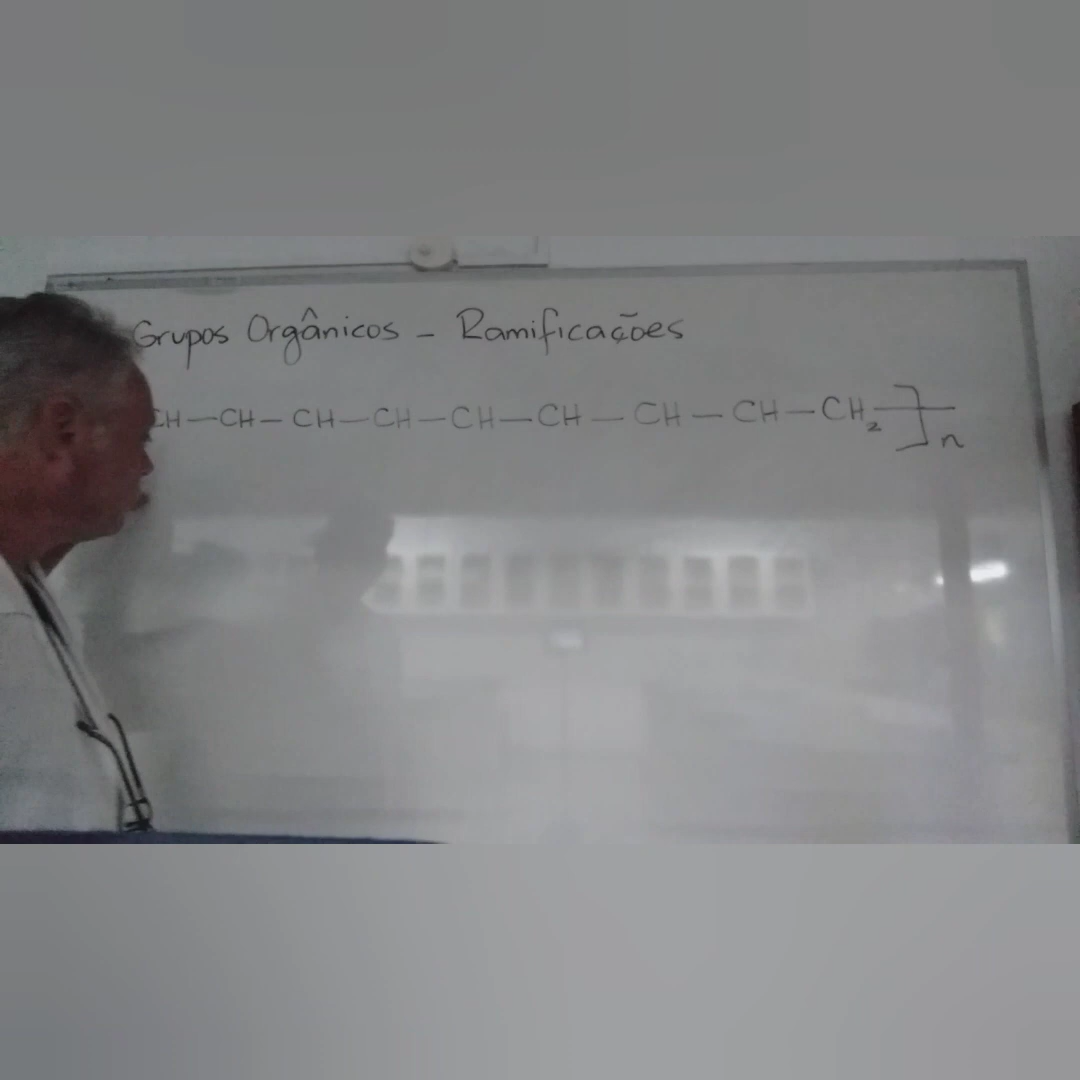 Grupos Orgânicos - Ramificações
CH—CH—CH—CH—CH—CH—CH—CH—CH₂—]n